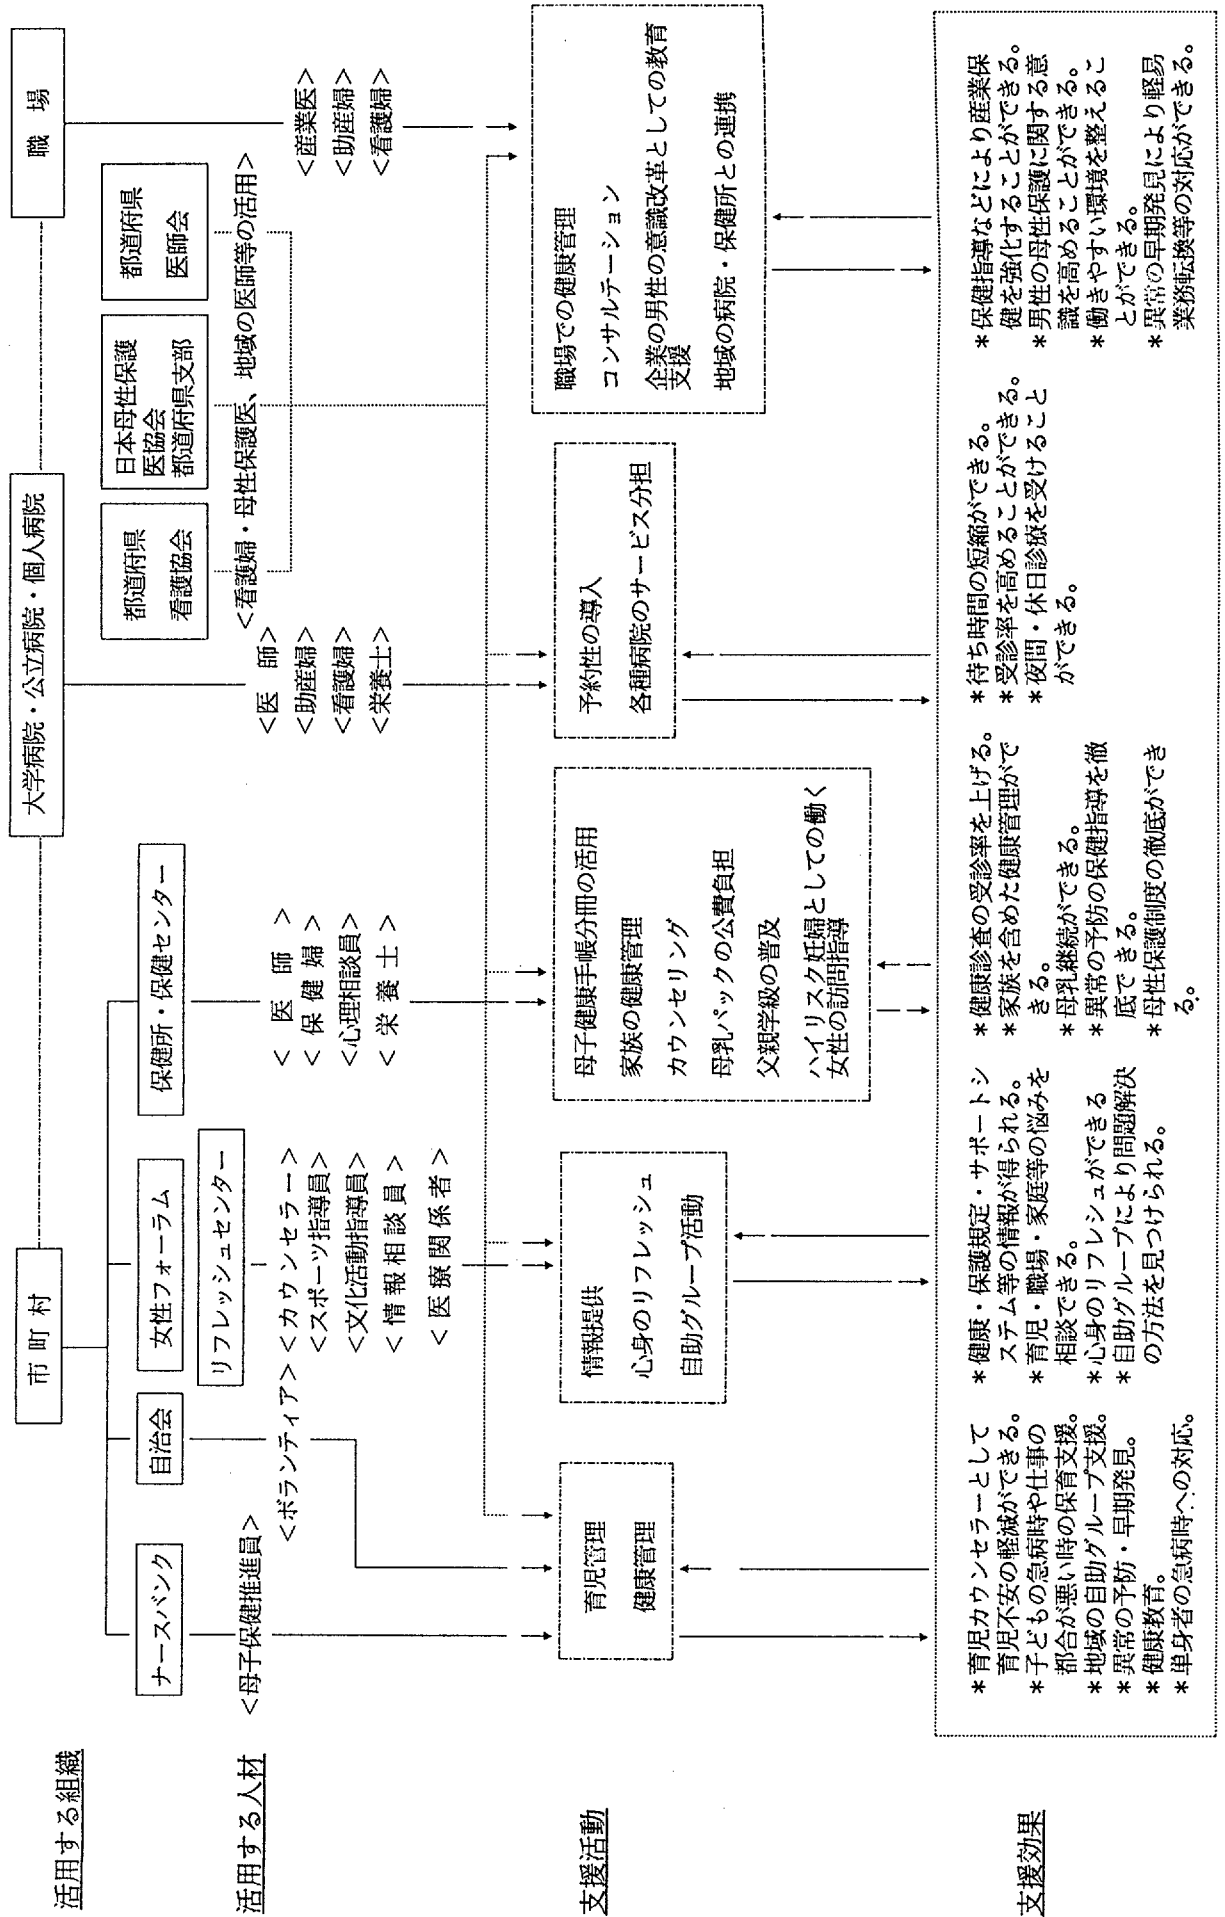 活用する組織
市町村
大学病院・公立病院・個人病院
職　場
ナースバンク
自治会
女性フォーラム
リフレッシュセンター
保健所・保健センター
都道府県
看護協会
日本母性保護
医協会
都道府県支部
都道府県
医師会
活用する人材
＜母子保健推進員＞
＜ボランティア＞
＜カウンセラー＞
＜スポーツ指導員＞
＜文化活動指導員＞
＜情報相談員＞
＜医療関係者＞
＜医　師＞
＜保健婦＞
＜心理相談員＞
＜栄養士＞
＜医　師＞
＜助産婦＞
＜看護婦＞
＜栄養士＞
＜看護婦・母性保護医、地域の医師等の活用＞
＜産業医＞
＜助産婦＞
＜看護婦＞
支援活動
育児管理
健康管理
情報提供
心身のリフレッシュ
自助グループ活動
母子健康手帳分冊の活用
家族の健康管理
カウンセリング
母乳パックの公費負担
父親学級の普及
ハイリスク妊婦としての働く
女性の訪問指導
予約性の導入
各種病院のサービス分担
職場での健康管理
コンサルテーション
企業の男性の意識改革としての教育
支援
地域の病院・保健所との連携
支援効果
＊育児カウンセラーとして
育児不安の軽減ができる。
＊子どもの急病時や仕事の
都合が悪い時の保育支援。
＊地域の自助グループ支援。
＊異常の予防・早期発見。
＊健康教育。
＊単身者の急病時への対応。
＊健康・保護規定・サポートシ
ステム等の情報が得られる。
＊育児・職場・家庭等の悩みを
相談できる。
＊心身のリフレシュができる
＊自助グループにより問題解決
の方法を見つけられる。
＊健康診査の受診率を上げる。
＊家族を含めた健康管理がで
きる。
＊母乳継続ができる。
＊異常の予防の保健指導を徹
底できる。
＊母性保護制度の徹底ができ
る。
＊待ち時間の短縮ができる。
＊受診率を高めることができる。
＊夜間・休日診療を受けること
ができる。
＊保健指導などにより産業保
健を強化することができる。
＊男性の母性保護に関する意
識を高めることができる。
＊働きやすい環境を整えるこ
とができる。
＊異常の早期発見により軽易
業務転換等の対応ができる。